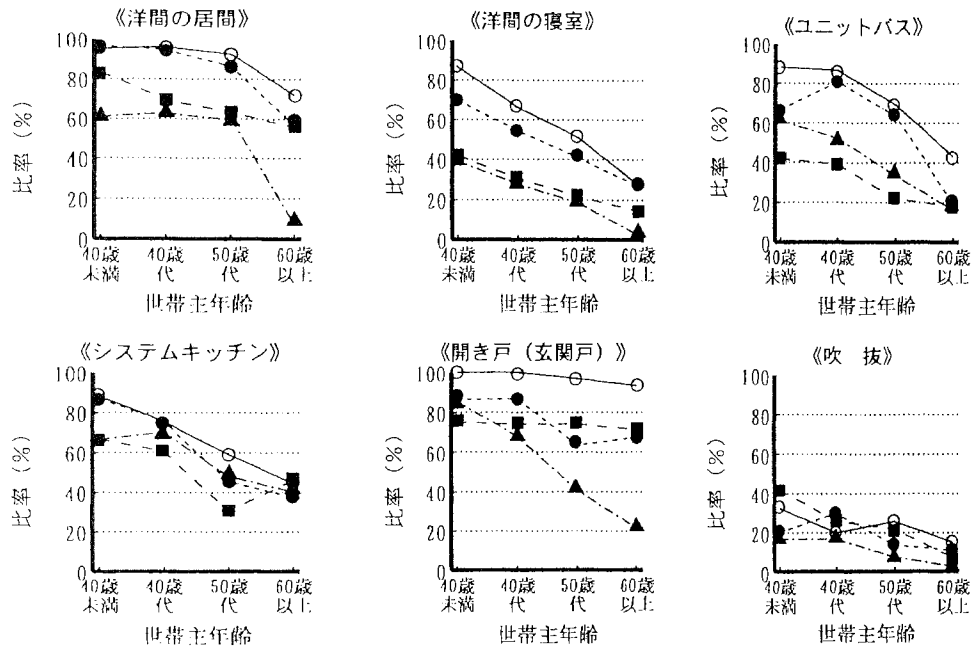 《洋間の居間》
比率(%)
100
80
60
40
20
0
40歳未満
40歳代
50歳代
60歳以上
世帯主年齢
《洋間の寝室》
比率(%)
100
80
60
40
20
0
40歳未満
40歳代
50歳代
60歳以上
世帯主年齢
《ユニットバス》
比率(%)
100
80
60
40
20
0
40歳未満
40歳代
50歳代
60歳以上
世帯主年齢
《システムキッチン》
比率(%)
100
80
60
40
20
0
40歳未満
40歳代
50歳代
60歳以上
世帯主年齢
《開き戸(玄関戸)》
比率(%)
100
80
60
40
20
0
40歳未満
40歳代
50歳代
60歳以上
世帯主年齢
《吹 抜》
比率(%)
100
80
60
40
20
0
40歳未満
40歳代
50歳代
60歳以上
世帯主年齢